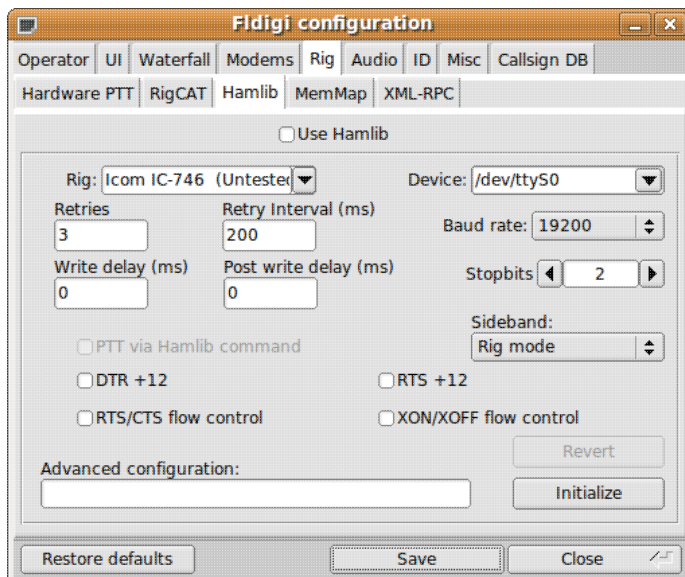 Fldigi configuration
Operator UI Waterfall Modems Rig Audio ID Misc Callsign DB
Hardware PTT RigCAT Hamlib MemMap XML-RPC
Use Hamlib
Rig: Icom IC-746 (Untested Device: /dev/ttyS0
Retries Retry Interval (ms)
3 200 Baud rate: 19200
Write delay (ms) Post write delay (ms)
0 0 Stopbits 2
Sideband:
PTT via Hamlib command Rig mode
DTR +12 RTS +12
RTS/CTS flow control XON/XOFF flow control
Revert
Advanced configuration:
Initialize
Restore defaults Save Close